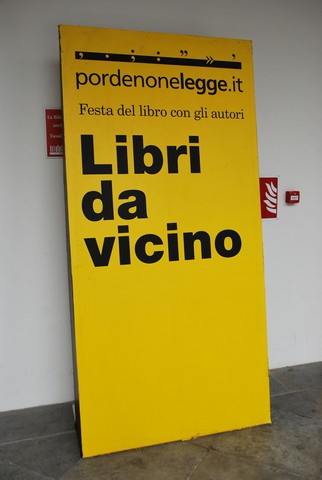 . , : ; " » ,
pordenonelegge.it
Festa del libro con gli autori
Libri
da
vicino